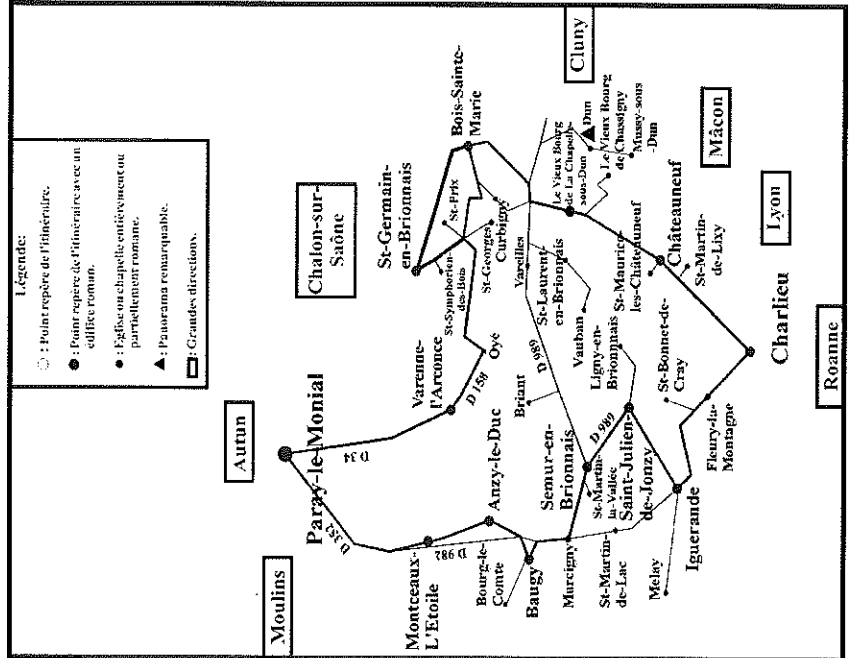 Légende:
: Point repère de l'itinéraire.
: Point repère de l'itinéraire avec un
édifice roman.
: Eglise ou chapelle entièrement ou
partiellement romane.
: Panorama remarquable.
: Grandes directions.
Moulins
Autun
Chalon-sur-
Saône
Cluny
Mâcon
Lyon
Roanne
Paray-le-Monial
D 352
D 34
D 982
Montceaux-
L'Etoile
Anzy-le-Duc
Bourg-le-
Comte
Baugy
Marcigny
St-Martin-
de-Lac
Melay
Iguerande
Varenne-
l'Arconce
D 158
Oyé
St-Germain-
en-Brionnais
Bois-Sainte-
Marie
St-Prix
St-Symphorien-
des-Bois
St-Georges
Curbigny
Vareilles
D 989
Briant
Semur-en-
Brionnais
St-Martin-
la-Vallée
D 989
Saint-Julien-
de-Jonzy
St-Laurent-
en-Brionnais
Vauban
Ligny-en-
Brionnnais
St-Bonnet-de-
Cray
Fleury-la-
Montagne
Charlieu
St-Maurice-
les-Châteauneuf
Châteauneuf
St-Martin-
de-Lixy
Le Vieux Bourg
de La Chapelle-
sous-Dun
Dun
Le Vieux Bourg
de Chassigny
Mussy-sous
-Dun